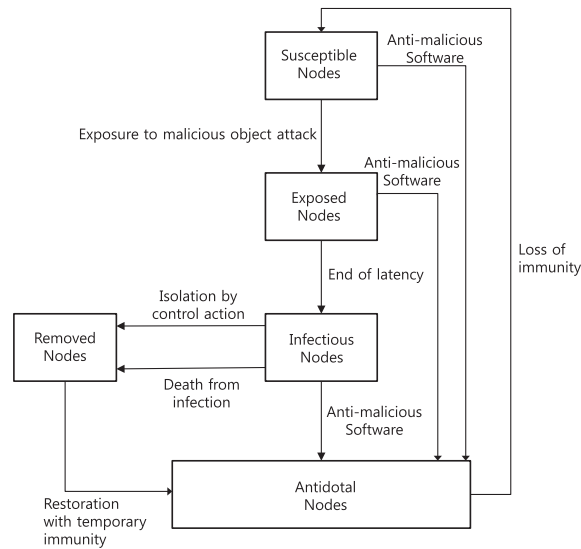 Susceptible
Nodes
Anti-malicious
Software
Exposure to malicious object attack
Anti-malicious
Software
Exposed
Nodes
Loss of
immunity
End of latency
Isolation by
control action
Removed
Nodes
Infectious
Nodes
Death from
infection
Anti-malicious
Software
Antidotal
Nodes
Restoration
with temporary
immunity